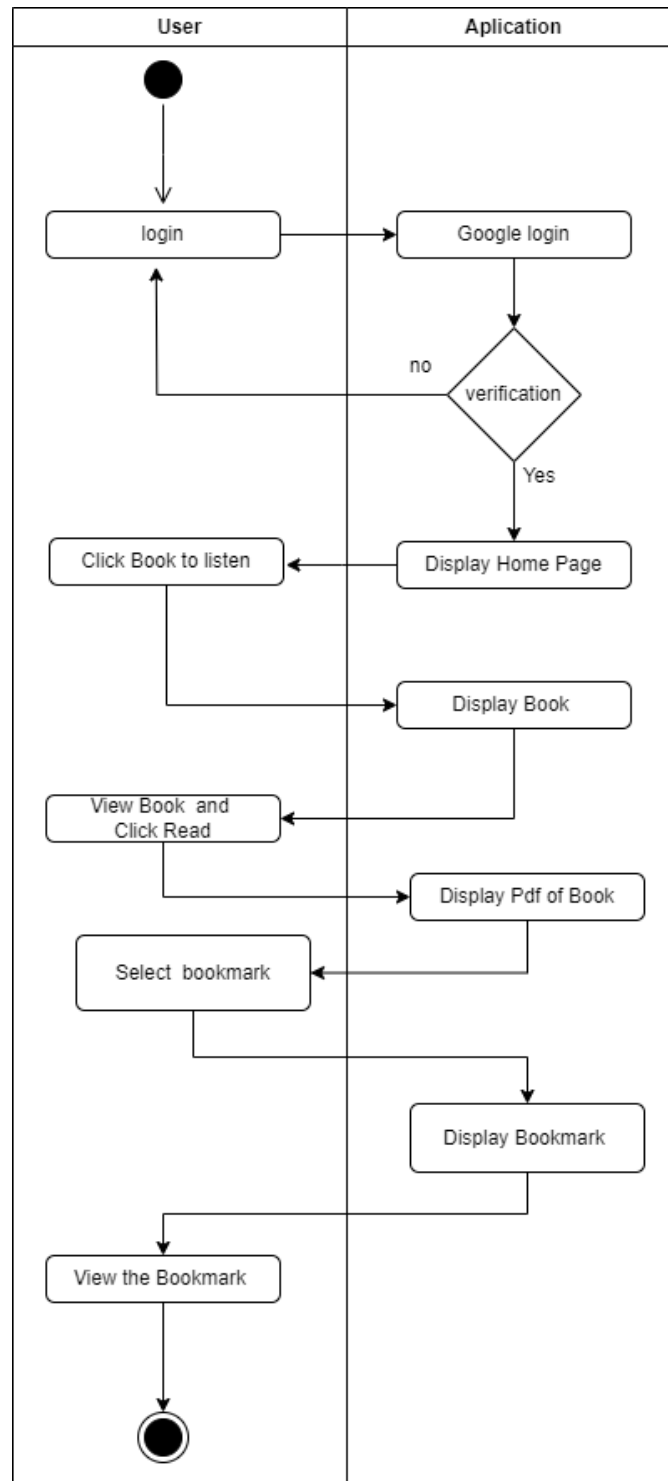 User
Aplication
login
Google login
no
verification
Yes
Click Book to listen
Display Home Page
Display Book
View Book and
Click Read
Display Pdf of Book
Select bookmark
Display Bookmark
View the Bookmark